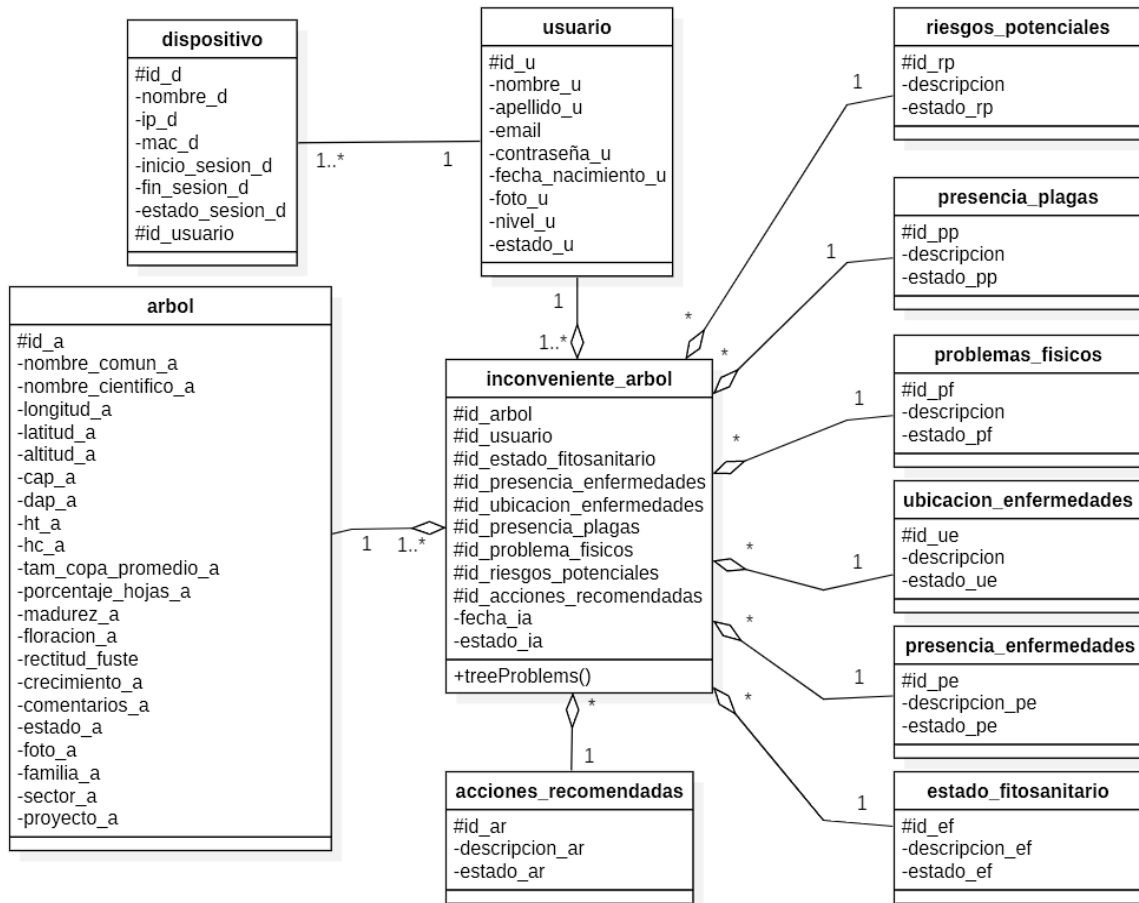 dispositivo
#id_d
-nombre_d
-ip_d
-mac_d
-inicio_sesion_d
-fin_sesion_d
-estado_sesion_d
#id_usuario
1..*
1
usuario
#id_u
-nombre_u
-apellido_u
-email
-contraseña_u
-fecha_nacimiento_u
-foto_u
-nivel_u
-estado_u
1
1..*
riesgos_potenciales
#id_rp
-descripcion
-estado_rp
1
*
presencia_plagas
#id_pp
-descripcion
-estado_pp
1
*
arbol
#id_a
-nombre_comun_a
-nombre_cientifico_a
-longitud_a
-latitud_a
-altitud_a
-cap_a
-dap_a
-ht_a
-hc_a
-tam_copa_promedio_a
-porcentaje_hojas_a
-madurez_a
-floracion_a
-rectitud_fuste
-crecimiento_a
-comentarios_a
-estado_a
-foto_a
-familia_a
-sector_a
-proyecto_a
1
1..*
inconveniente_arbol
#id_arbol
#id_usuario
#id_estado_fitosanitario
#id_presencia_enfermedades
#id_ubicacion_enfermedades
#id_presencia_plagas
#id_problema_fisicos
#id_riesgos_potenciales
#id_acciones_recomendadas
-fecha_ia
-estado_ia
+treeProblems()
problemas_fisicos
#id_pf
-descripcion
-estado_pf
1
*
ubicacion_enfermedades
#id_ue
-descripcion
-estado_ue
*
1
presencia_enfermedades
#id_pe
-descripcion_pe
-estado_pe
*
1
estado_fitosanitario
#id_ef
-descripcion_ef
-estado_ef
*
1
*
1
acciones_recomendadas
#id_ar
-descripcion_ar
-estado_ar